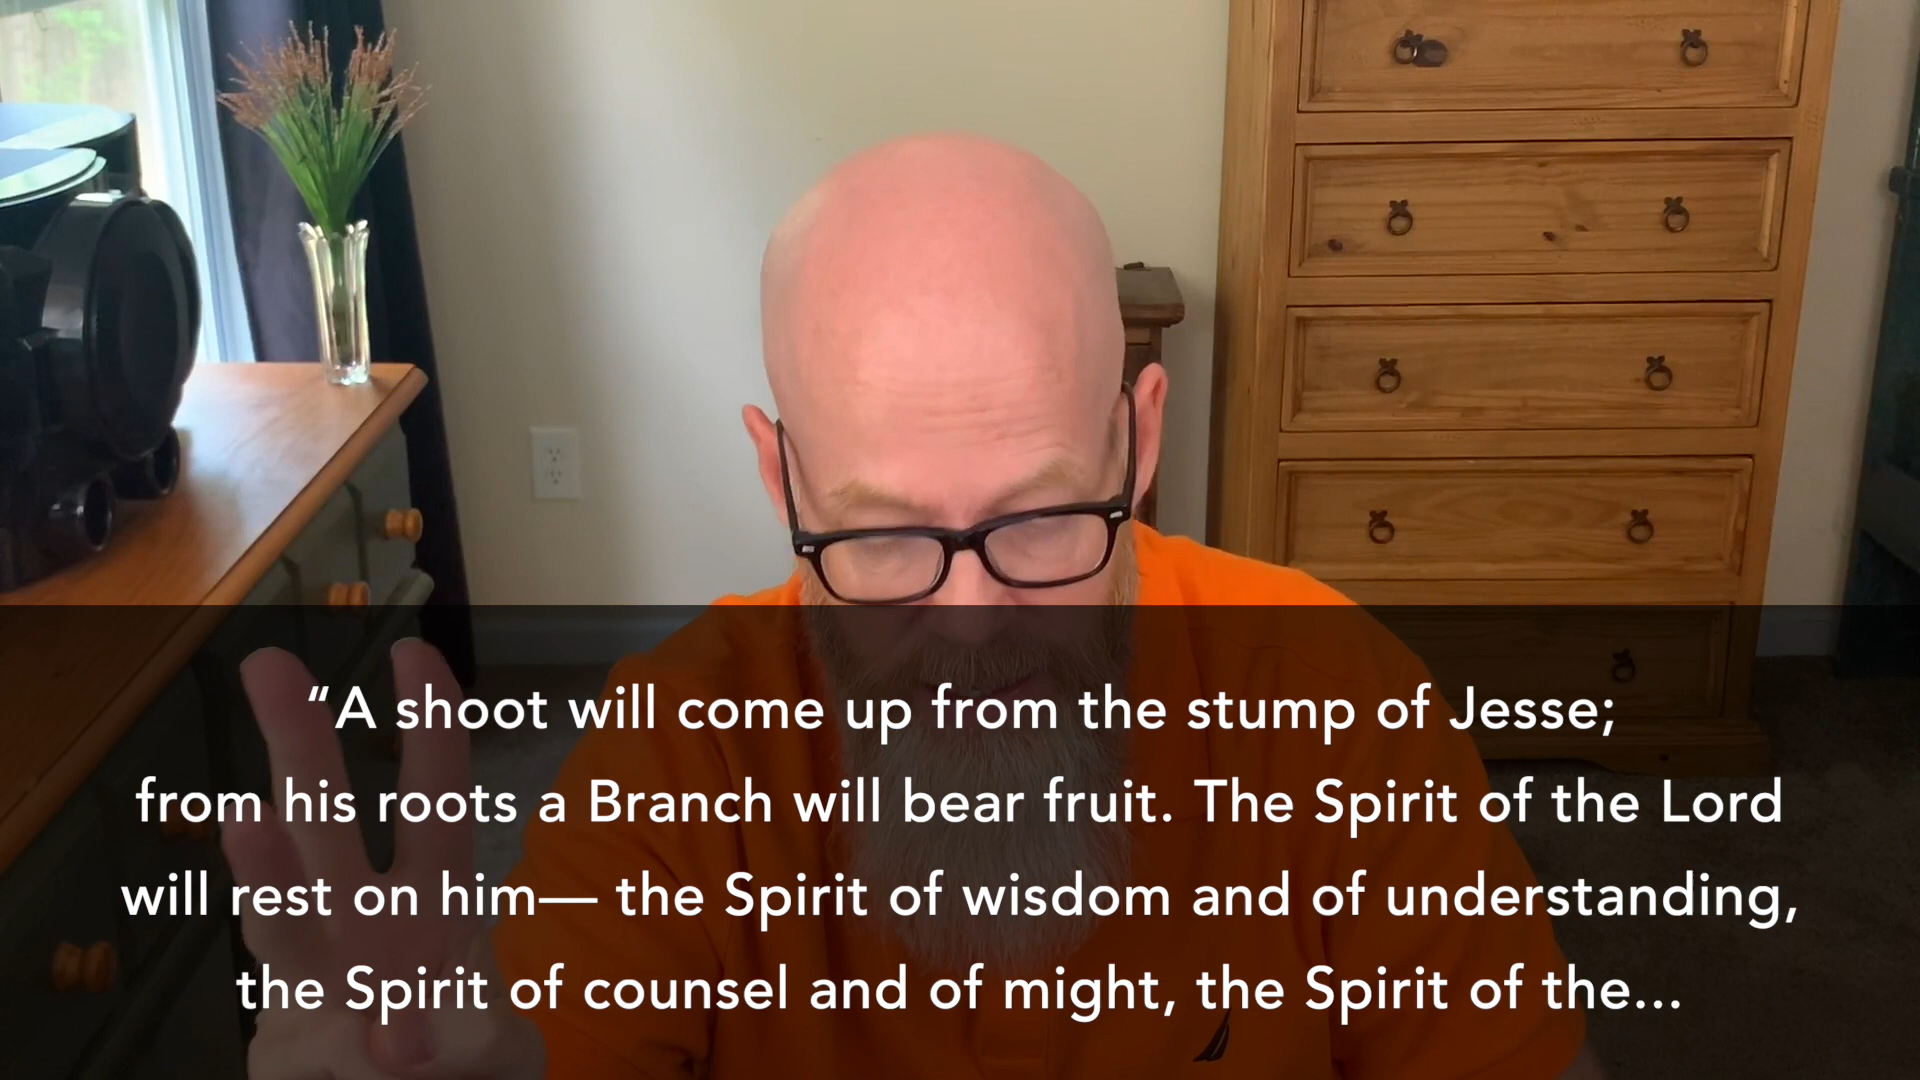 “A shoot will come up from the stump of Jesse;
from his roots a Branch will bear fruit. The Spirit of the Lord
will rest on him— the Spirit of wisdom and of understanding,
the Spirit of counsel and of might, the Spirit of the...